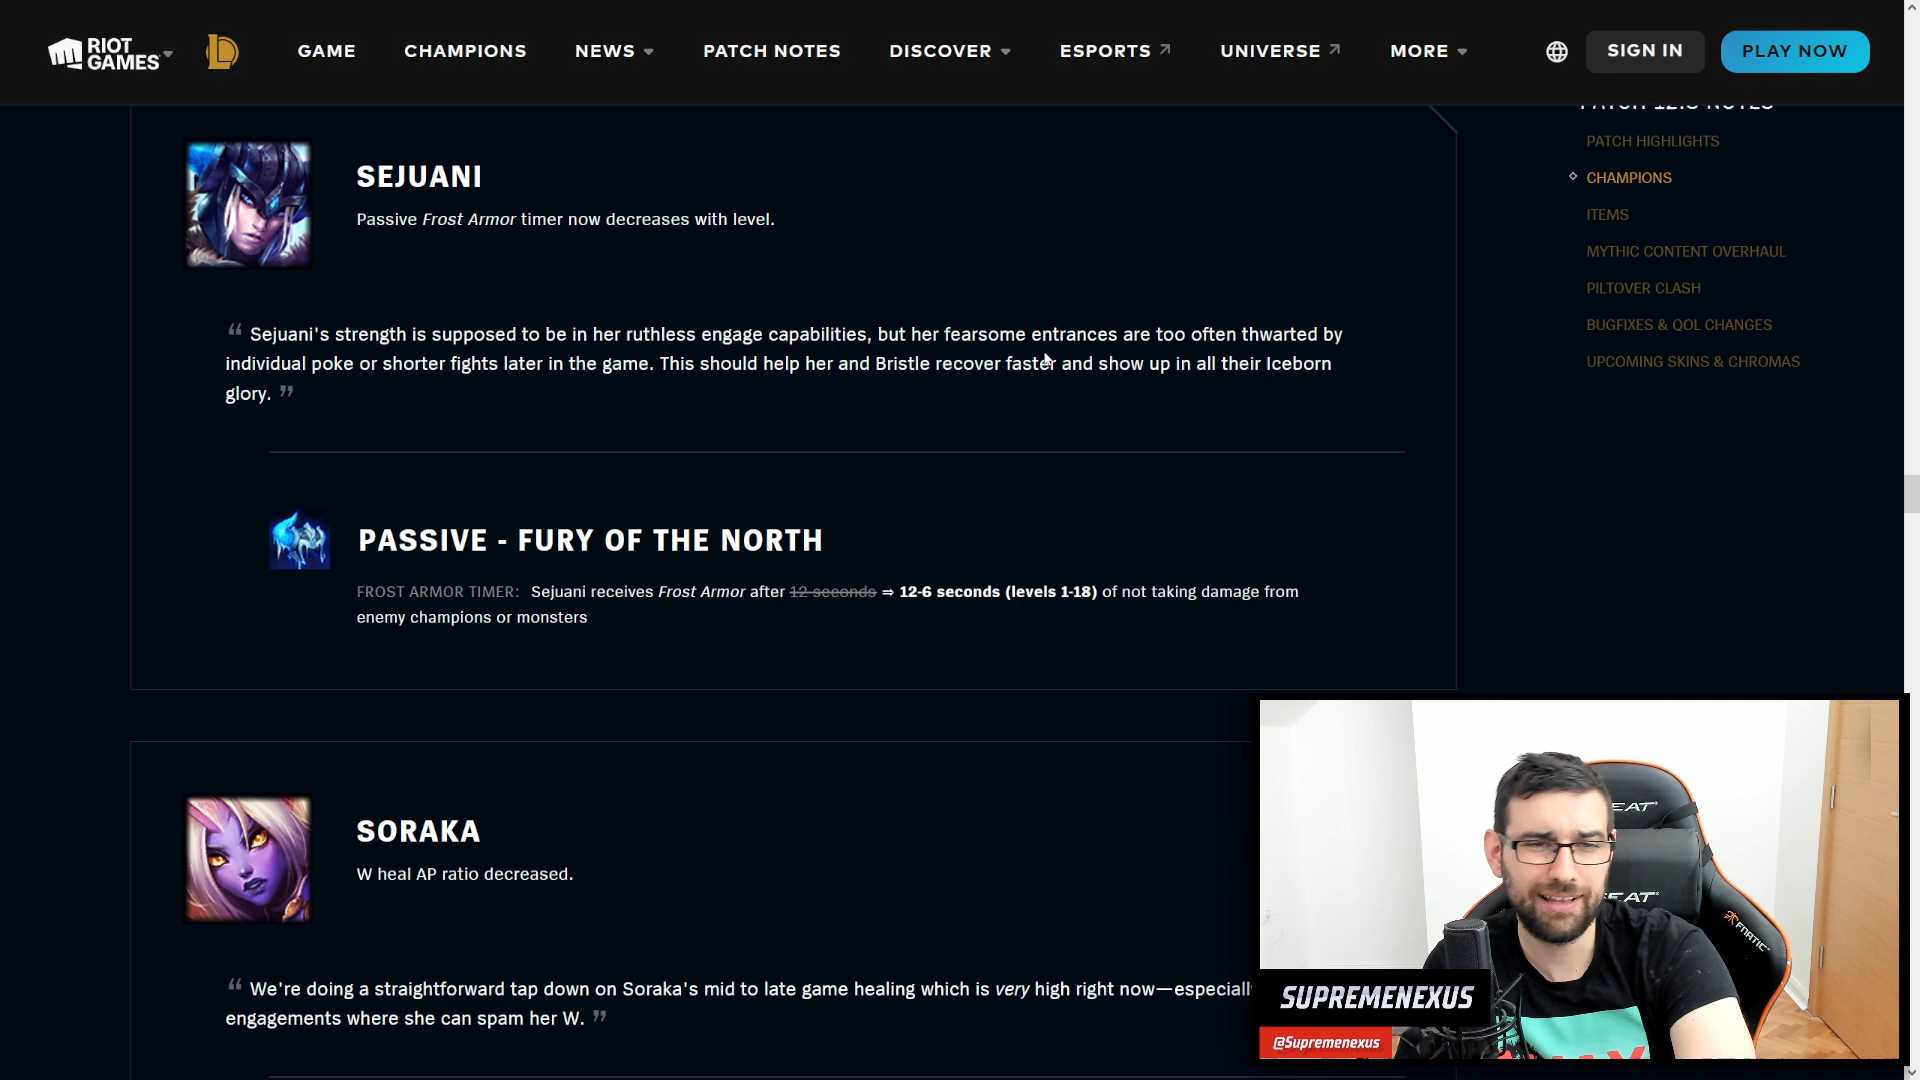 RIOT GAMES
GAME
CHAMPIONS
NEWS
PATCH NOTES
DISCOVER
ESPORTS
UNIVERSE
MORE
SIGN IN
PLAY NOW
PATCH 12.5 NOTES
PATCH HIGHLIGHTS
CHAMPIONS
ITEMS
MYTHIC CONTENT OVERHAUL
PILTOVER CLASH
BUGFIXES & QOL CHANGES
UPCOMING SKINS & CHROMAS
SEJUANI
Passive Frost Armor timer now decreases with level.
“ Sejuani's strength is supposed to be in her ruthless engage capabilities, but her fearsome entrances are too often thwarted by
individual poke or shorter fights later in the game. This should help her and Bristle recover faster and show up in all their Iceborn
glory. ”
PASSIVE - FURY OF THE NORTH
FROST ARMOR TIMER: Sejuani receives Frost Armor after 12 seconds ⇒ 12-6 seconds (levels 1-18) of not taking damage from
enemy champions or monsters
SORAKA
W heal AP ratio decreased.
“ We're doing a straightforward tap down on Soraka's mid to late game healing which is very high right now—especiall
engagements where she can spam her W. ”
EAT
EAT
FNATIC
SUPREMENEXUS
@Supremenexus